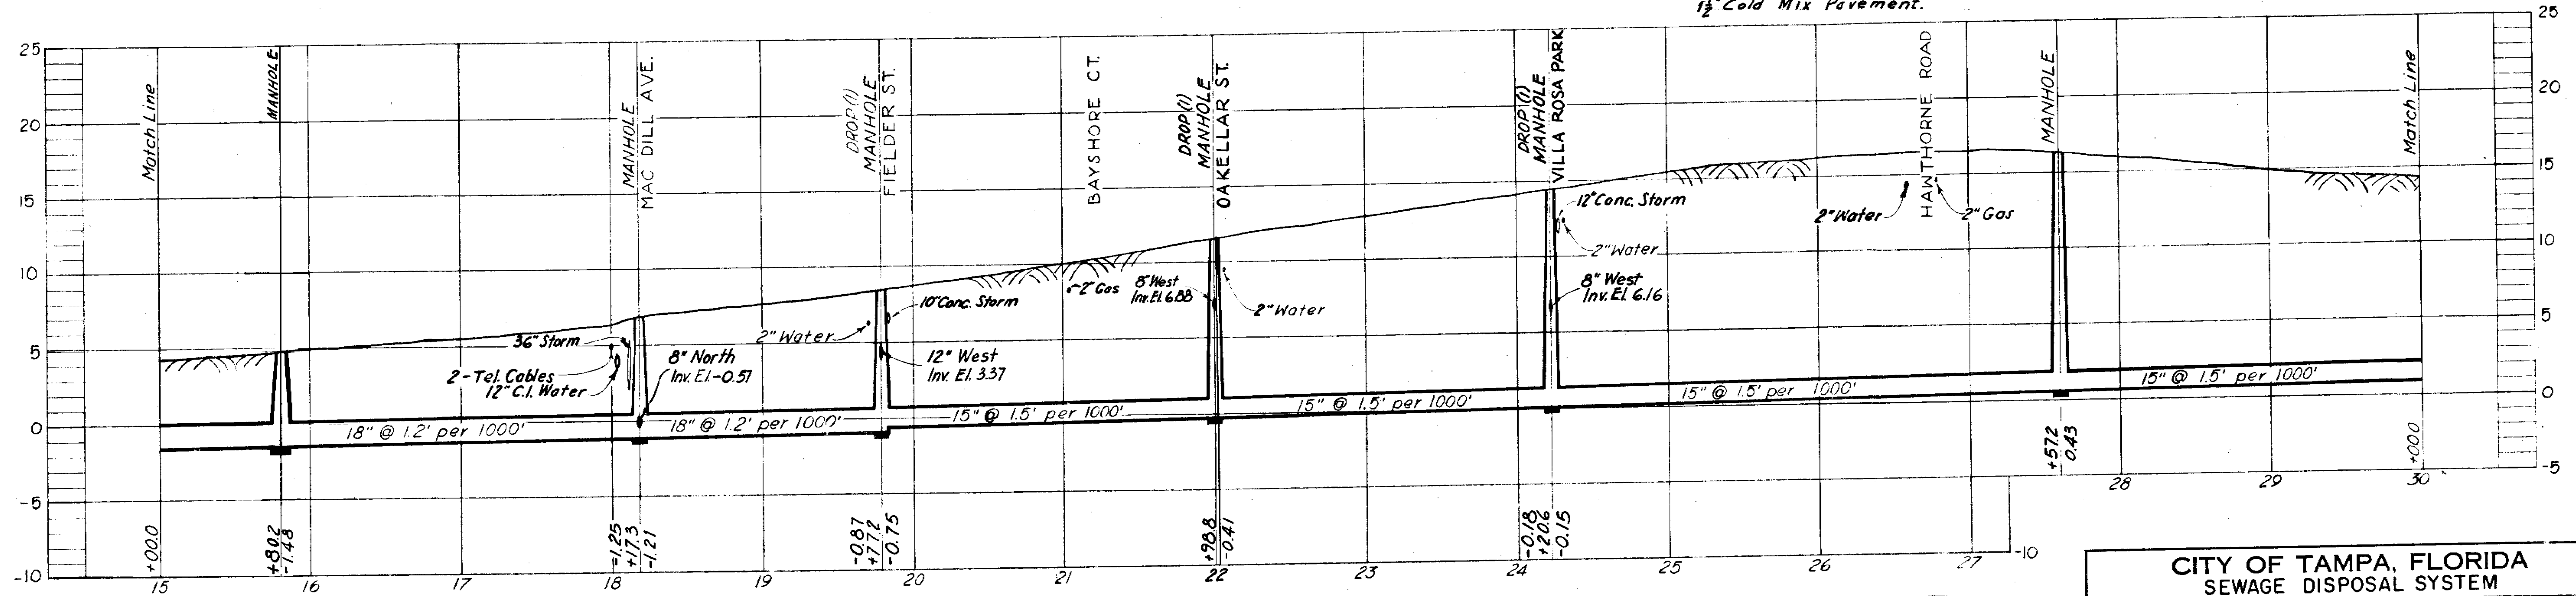 1½" Cold Mix Pavement.
25
20
15
10
5
0
-5
-10
25
20
15
10
5
0
-5
-10
Match Line
MANHOLE
MANHOLE
MAC DILL AVE.
DROP(1)
MANHOLE
FIELDER ST.
BAYSHORE CT.
DROP(1)
MANHOLE
OAKELLAR ST.
DROP(1)
MANHOLE
VILLA ROSA PARK
HAWTHORNE ROAD
MANHOLE
Match Line
36" Storm
2-Tel. Cables
12" C.I. Water
8" North
Inv. El.-0.57
2" Water
10" Conc. Storm
12" West
Inv. El. 3.37
2" Gas
8" West
Inv. El. 6.88
2" Water
12" Conc. Storm
2" Water
8" West
Inv. El. 6.16
2" Water
2" Gas
18" @ 1.2' per 1000'
18" @ 1.2' per 1000'
15" @ 1.5' per 1000'
15" @ 1.5' per 1000'
15" @ 1.5' per 1000'
15" @ 1.5' per 1000'
+00.0
+80.2
-1.48
-1.25
+17.3
-1.21
-0.87
+77.2
-0.75
+98.8
-0.41
-0.18
+20.6
-0.15
+57.2
0.43
+00.0
15
16
17
18
19
20
21
22
23
24
25
26
27
28
29
30
CITY OF TAMPA, FLORIDA
SEWAGE DISPOSAL SYSTEM